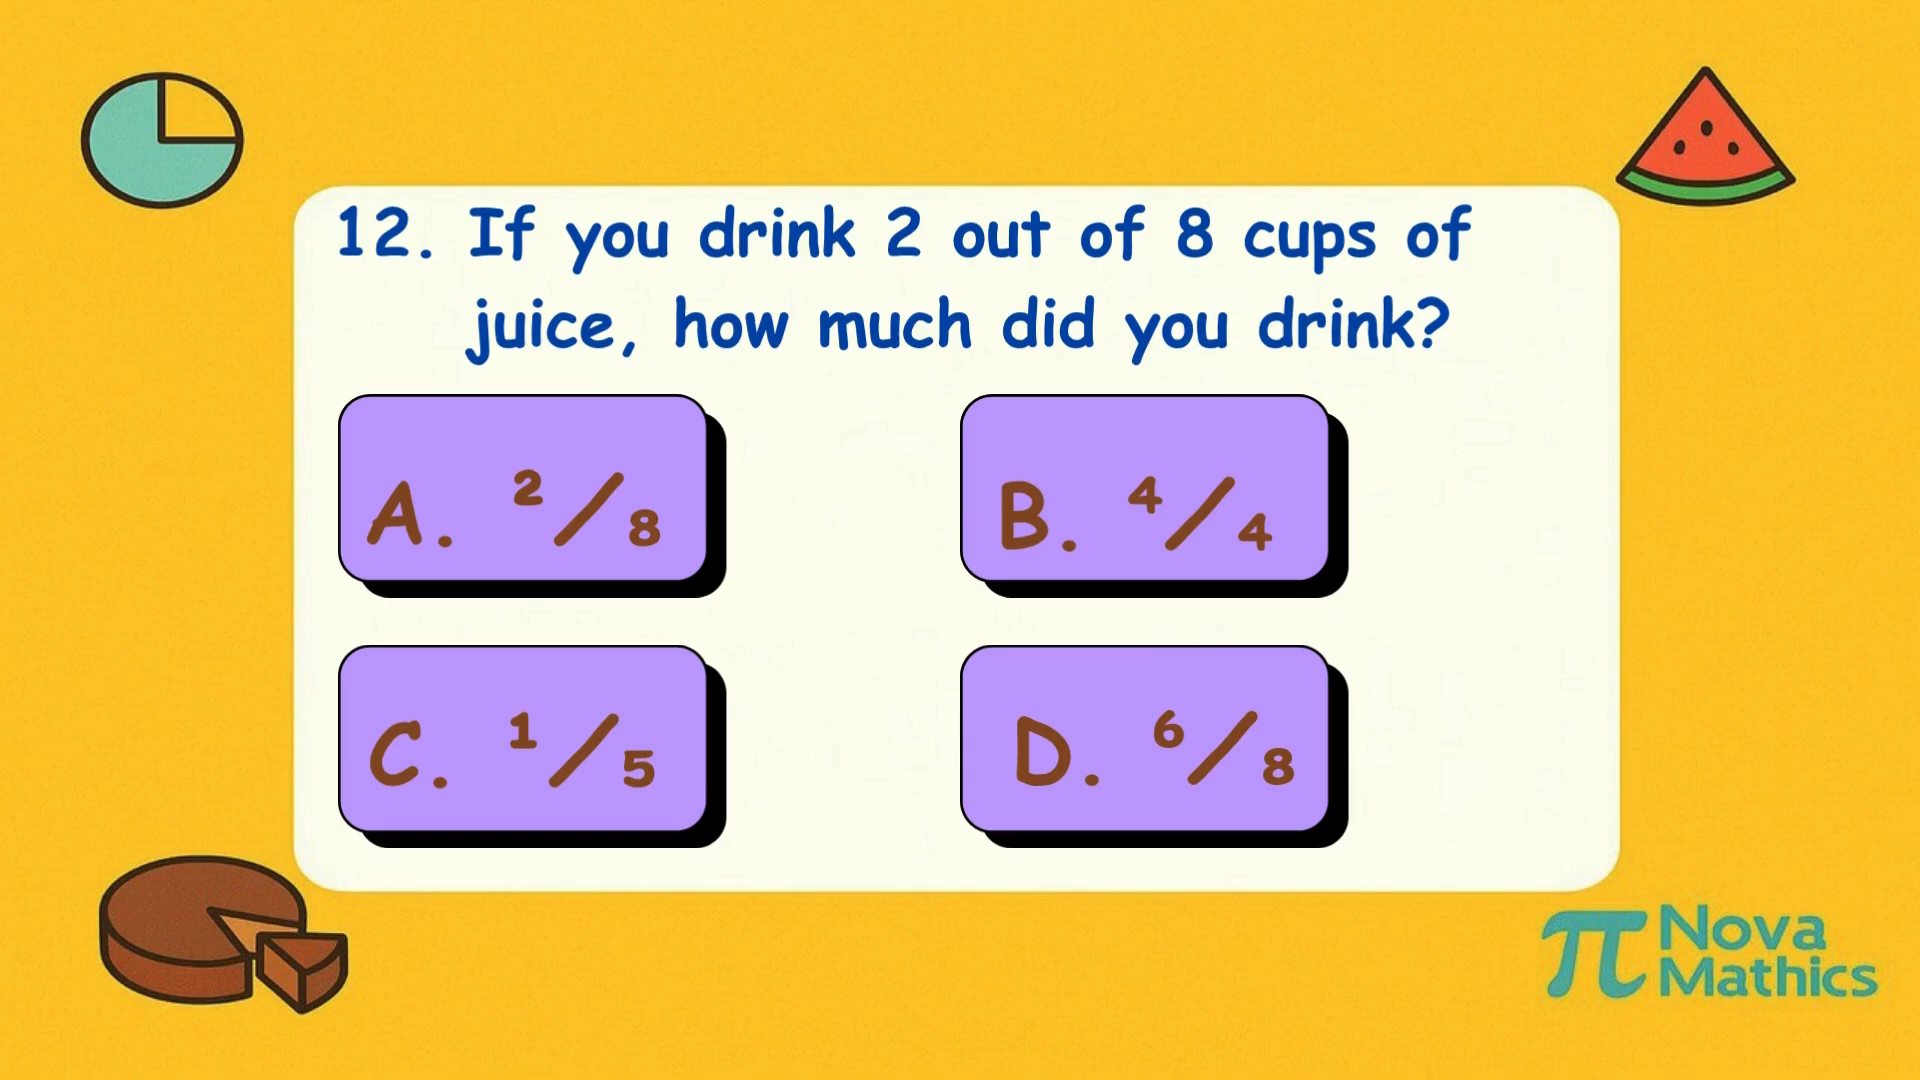 12. If you drink 2 out of 8 cups of
juice, how much did you drink?
A. ²/₈
B. ⁴/₄
C. ¹/₅
D. ⁶/₈
π Nova
Mathics